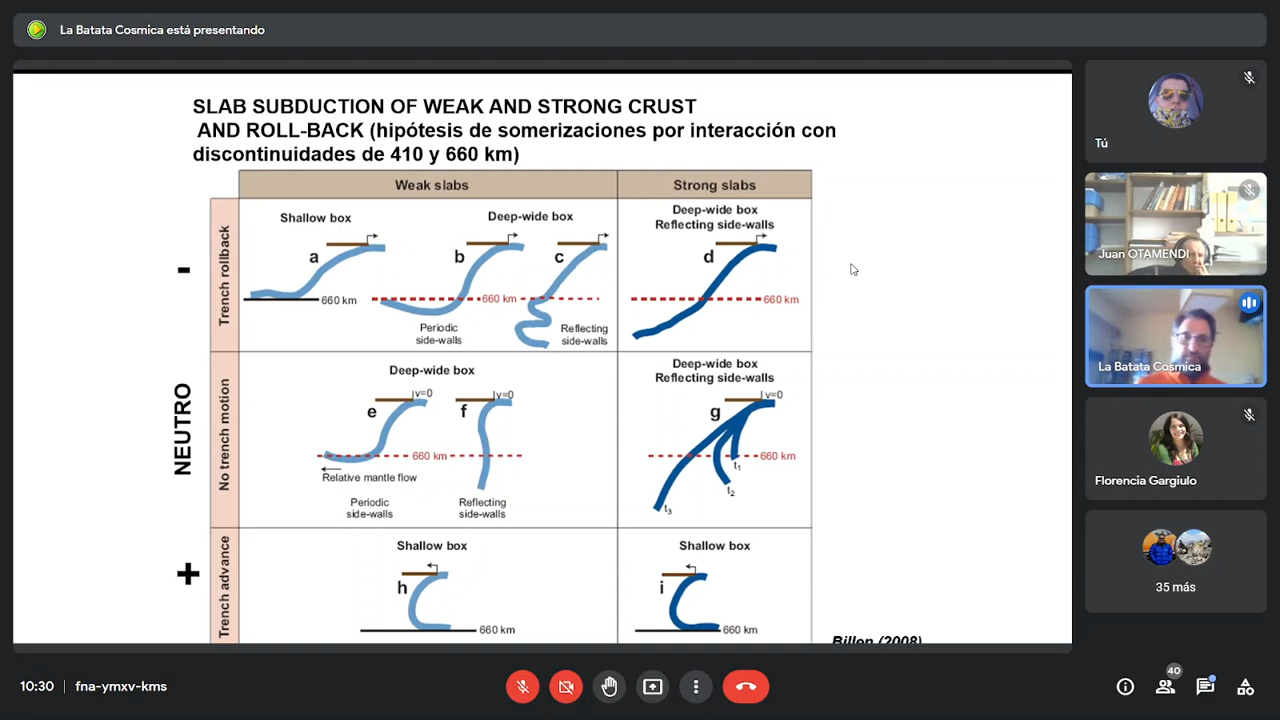 La Batata Cosmica está presentando
SLAB SUBDUCTION OF WEAK AND STRONG CRUST
AND ROLL-BACK (hipótesis de somerizaciones por interacción con
discontinuidades de 410 y 660 km)
Weak slabs
Strong slabs
-
Trench rollback
Shallow box
a
660 km
Deep-wide box
b
c
660 km
Periodic
side-walls
Reflecting
side-walls
Deep-wide box
Reflecting side-walls
d
660 km
NEUTRO
No trench motion
Deep-wide box
e
v=0
f
v=0
660 km
Relative mantle flow
Periodic
side-walls
Reflecting
side-walls
Deep-wide box
Reflecting side-walls
g
v=0
660 km
t1
t2
t3
+
Trench advance
Shallow box
h
660 km
Shallow box
i
660 km
Billen (2008)
Tú
Juan OTAMENDI
La Batata Cosmica
Florencia Gargiulo
35 más
10:30 | fna-ymxv-kms
40